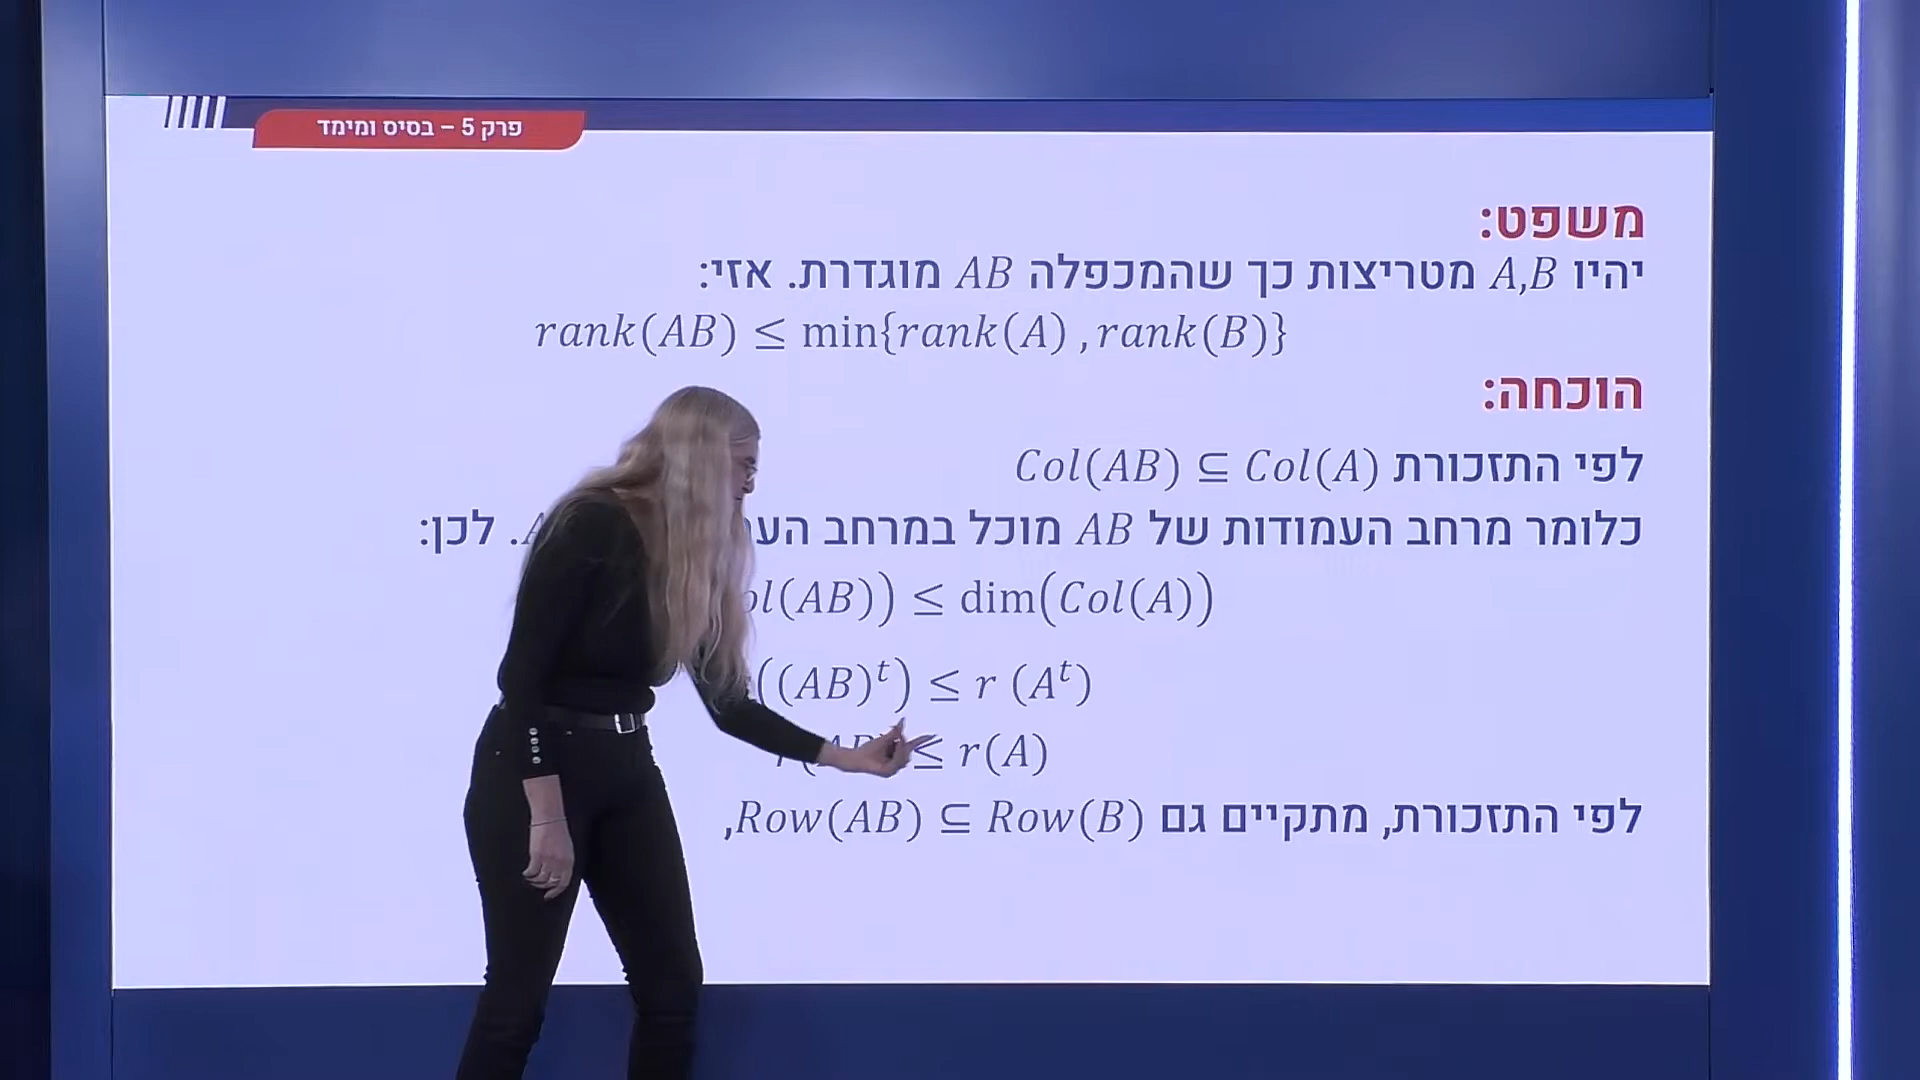 פרק 5 – בסיס ומימד
משפט:
יהיו A,B מטריצות כך שהמכפלה AB מוגדרת. אזי:
rank(AB) ≤ min{rank(A) , rank(B)}
הוכחה:
לפי התזכורת Col(AB) ⊆ Col(A)
כלומר מרחב העמודות של AB מוכל במרחב . לכן:
(AB)) ≤ dim(Col(A))
((AB)^t) ≤ r (A^t)
≤ r(A)
לפי התזכורת, מתקיים גם Row(AB) ⊆ Row(B),